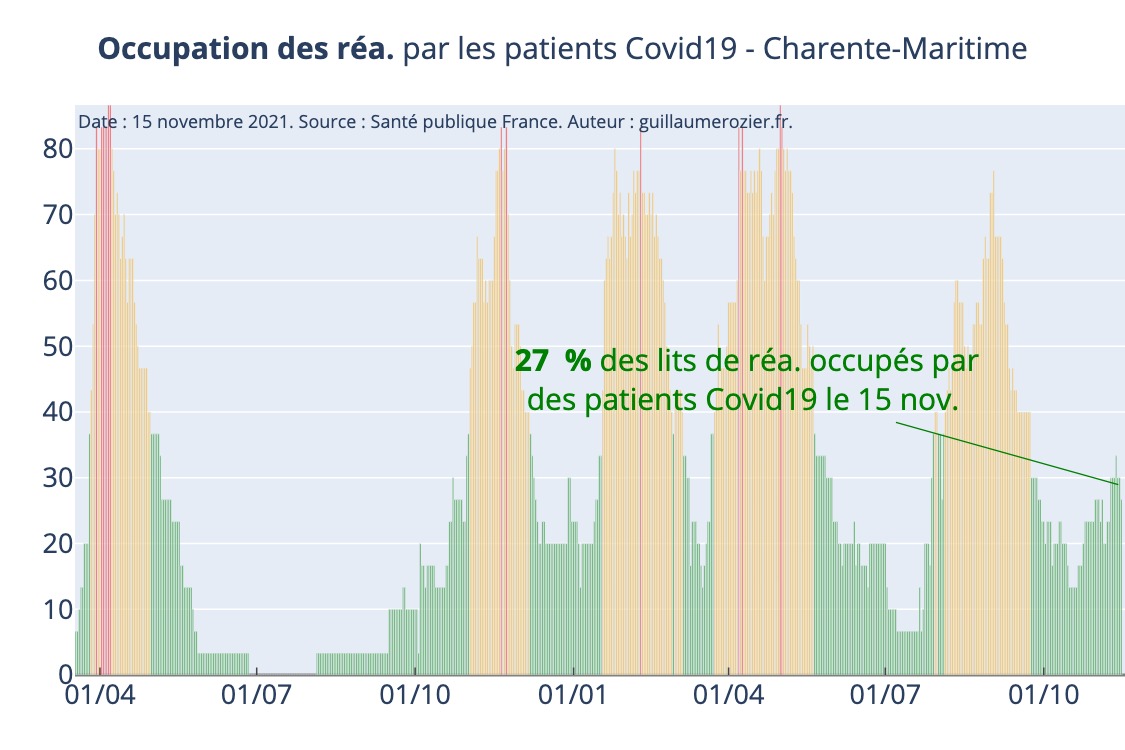 Occupation des réa. par les patients Covid19 - Charente-Maritime
Date : 15 novembre 2021. Source : Santé publique France. Auteur : guillaumerozier.fr.
80
70
60
50
27 % des lits de réa. occupés par
des patients Covid19 le 15 nov.
40
30
20
10
0
01/04 01/07 01/10 01/01 01/04 01/07 01/10